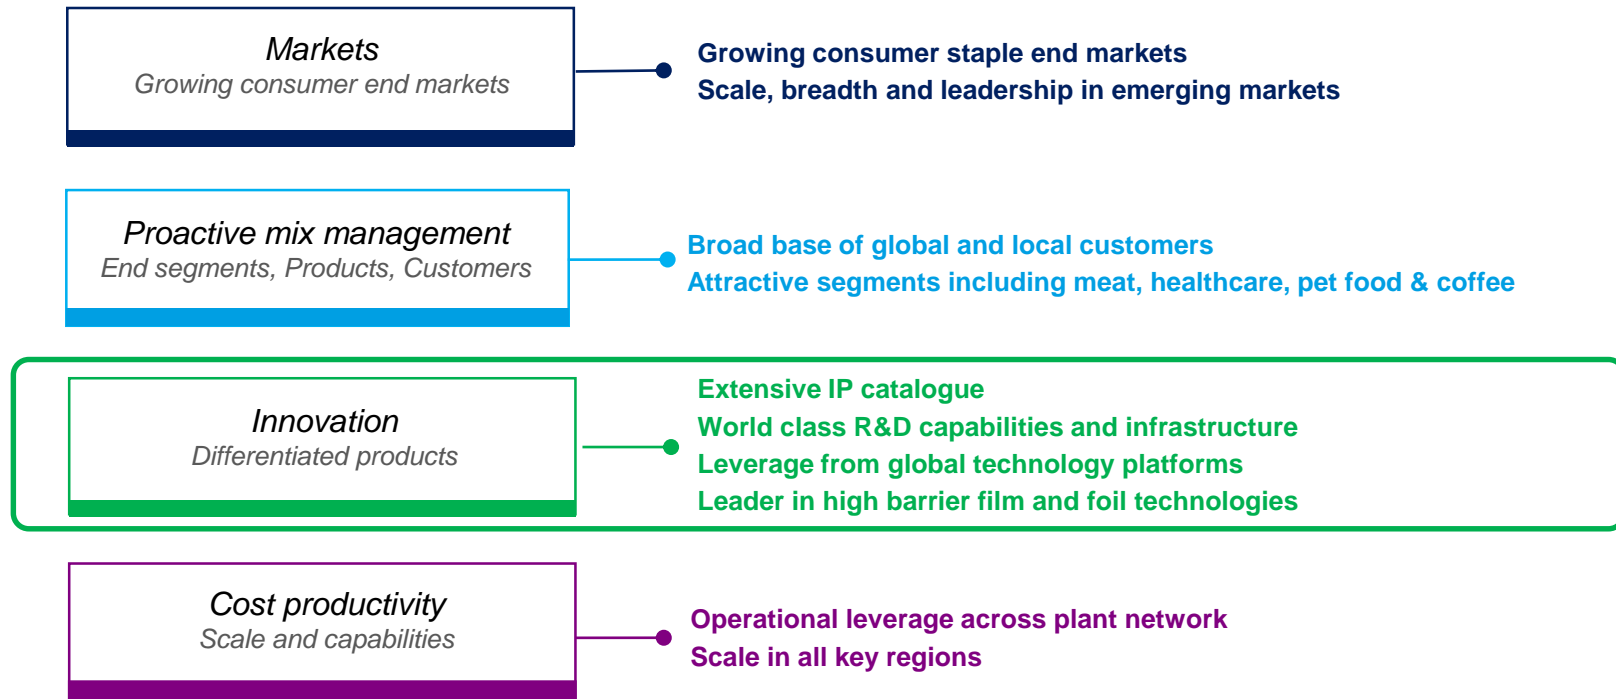 Markets
Growing consumer end markets
Growing consumer staple end markets
Scale, breadth and leadership in emerging markets
Proactive mix management
End segments, Products, Customers
Broad base of global and local customers
Attractive segments including meat, healthcare, pet food & coffee
Innovation
Differentiated products
Extensive IP catalogue
World class R&D capabilities and infrastructure
Leverage from global technology platforms
Leader in high barrier film and foil technologies
Cost productivity
Scale and capabilities
Operational leverage across plant network
Scale in all key regions